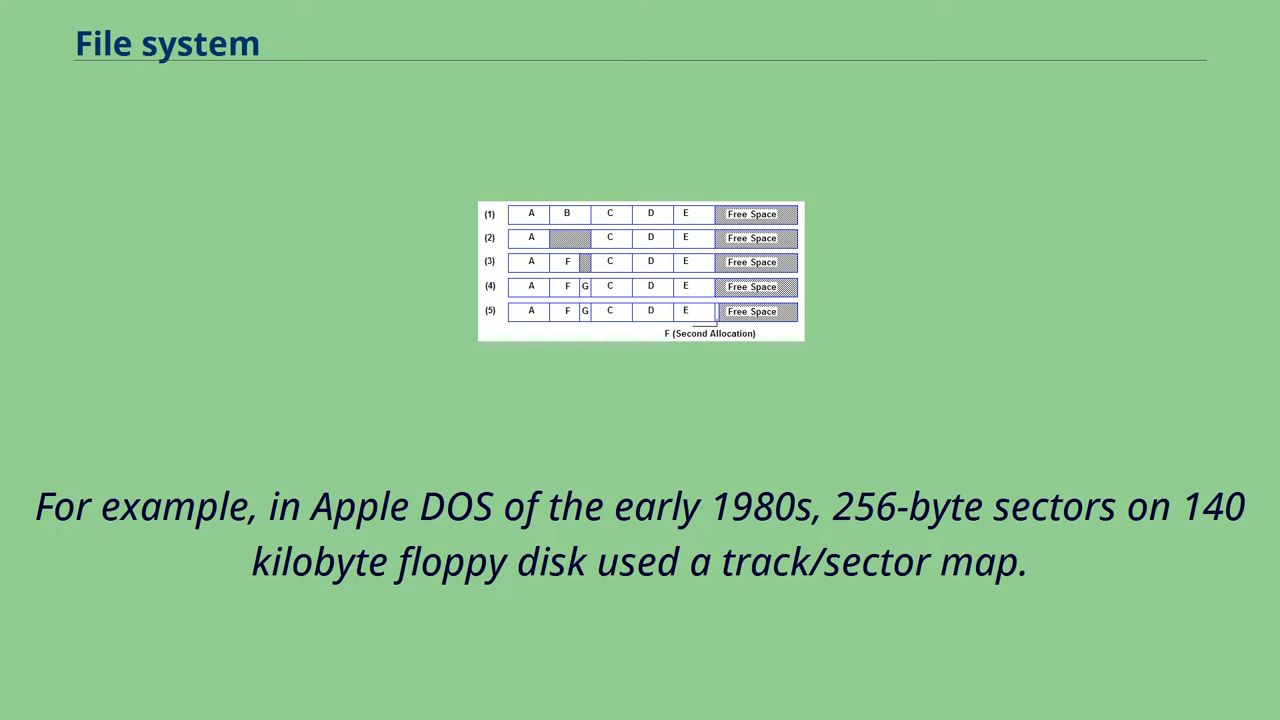 File system
(1) A B C D E Free Space
(2) A C D E Free Space
(3) A F C D E Free Space
(4) A F G C D E Free Space
(5) A F G C D E Free Space
F (Second Allocation)
For example, in Apple DOS of the early 1980s, 256-byte sectors on 140
kilobyte floppy disk used a track/sector map.